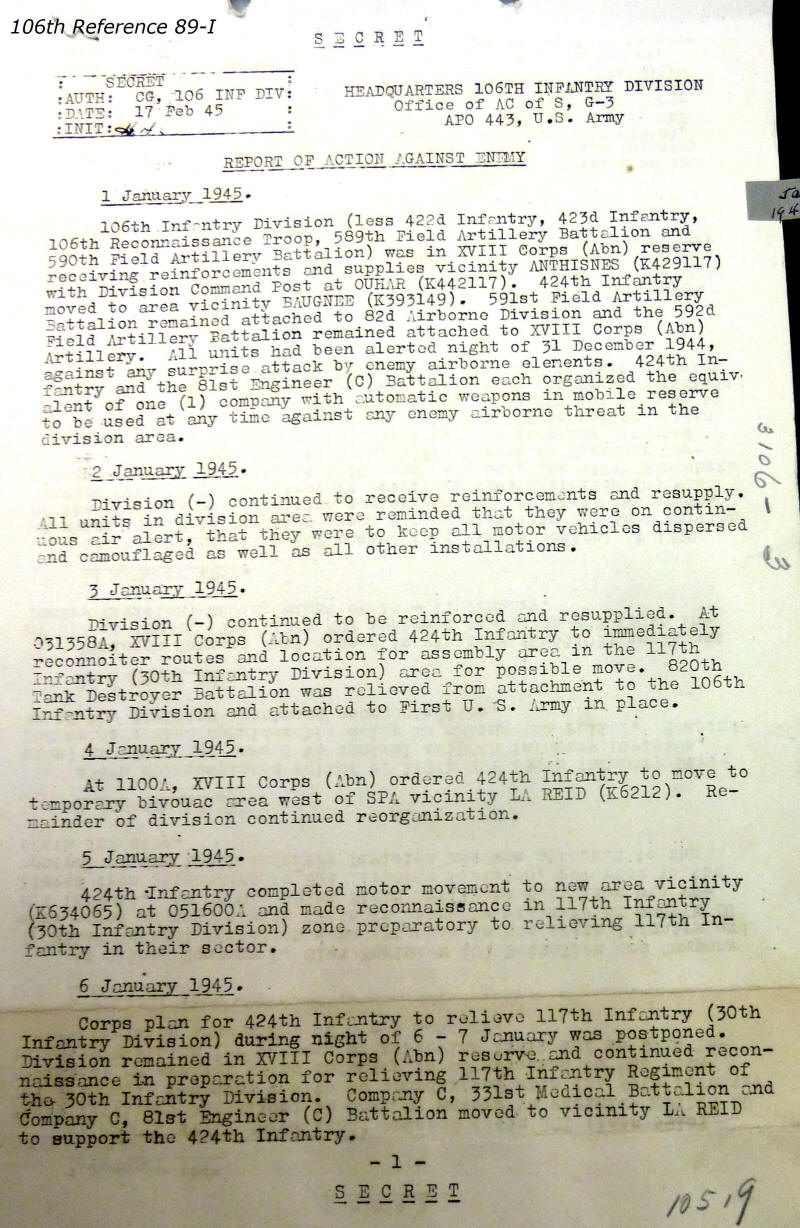 106th Reference 89-I
S E C R E T
: SECRET :
:AUTH: CG, 106 INF DIV:
:DATE: 17 Feb 45 :
:INIT: :
HEADQUARTERS 106TH INFANTRY DIVISION
Office of AC of S, G-3
APO 443, U.S. Army
REPORT OF ACTION AGAINST ENEMY
1 January 1945.
106th Infantry Division (less 422d Infantry, 423d Infantry,
106th Reconnaissance Troop, 589th Field Artillery Battalion and
590th Field Artillery Battalion) was in XVIII Corps (Abn) reserve
receiving reinforcements and supplies vicinity ANTHISNES (K429117)
with Division Command Post at OUHAR (K442117). 424th Infantry
moved to area vicinity BAUGNEE (K393149). 591st Field Artillery
Battalion remained attached to 82d Airborne Division and the 592d
Field Artillery Battalion remained attached to XVIII Corps (Abn)
Artillery. All units had been alerted night of 31 December 1944,
against any surprise attack by enemy airborne elements. 424th In-
fantry and the 81st Engineer (C) Battalion each organized the equiv-
alent of one (1) company with automatic weapons in mobile reserve
to be used at any time against any enemy airborne threat in the
division area.
2 January 1945.
Division (-) continued to receive reinforcements and resupply.
All units in division area were reminded that they were on contin-
uous air alert, that they were to keep all motor vehicles dispersed
and camouflaged as well as all other installations.
3 January 1945.
Division (-) continued to be reinforced and resupplied. At
031358A, XVIII Corps (Abn) ordered 424th Infantry to immediately
reconnoiter routes and location for assembly area in the 117th
Infantry (30th Infantry Division) area for possible move. 820th
Tank Destroyer Battalion was relieved from attachment to the 106th
Infantry Division and attached to First U. S. Army in place.
4 January 1945.
At 1100A, XVIII Corps (Abn) ordered 424th Infantry to move to
temporary bivouac area west of SPA vicinity LA REID (K6212). Re-
mainder of division continued reorganization.
5 January 1945.
424th Infantry completed motor movement to new area vicinity
(K634065) at 051600A and made reconnaissance in 117th Infantry
(30th Infantry Division) zone preparatory to relieving 117th In-
fantry in their sector.
6 January 1945.
Corps plan for 424th Infantry to relieve 117th Infantry (30th
Infantry Division) during night of 6 - 7 January was postponed.
Division remained in XVIII Corps (Abn) reserve and continued recon-
naissance in preparation for relieving 117th Infantry Regiment of
the 30th Infantry Division. Company C, 331st Medical Battalion and
Company C, 81st Engineer (C) Battalion moved to vicinity LA REID
to support the 424th Infantry.
- 1 -
S E C R E T
10519